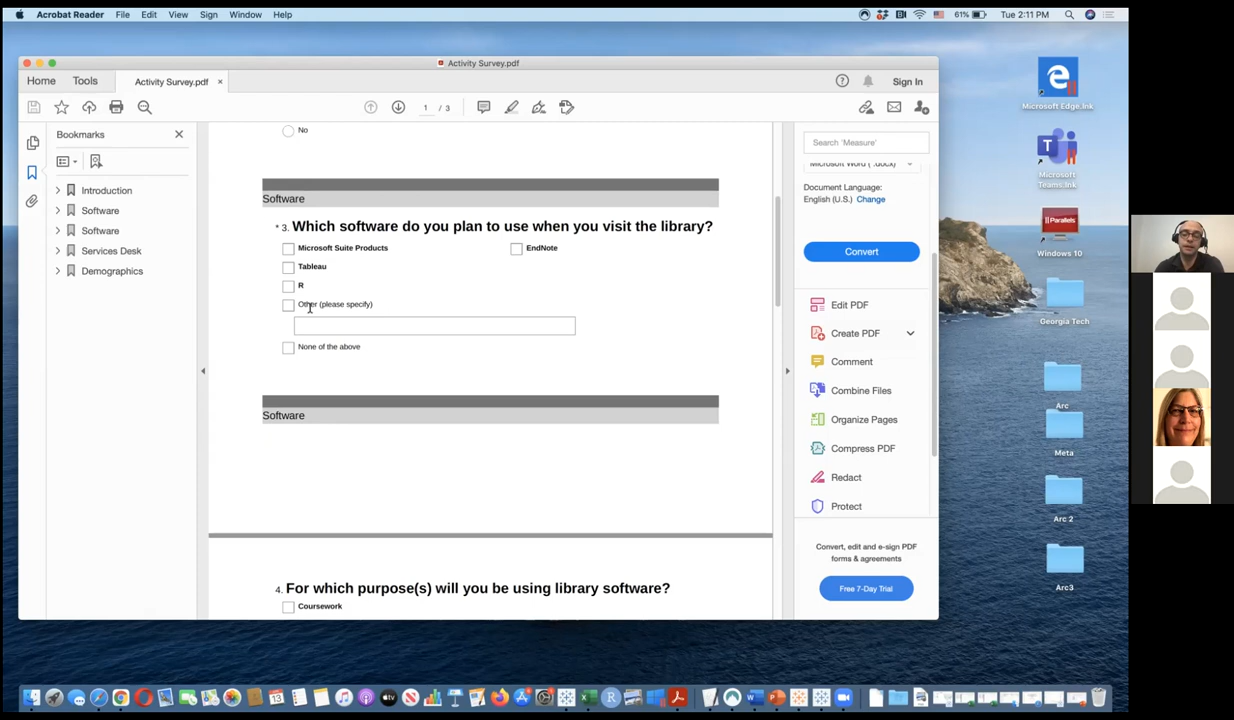 Acrobat Reader File Edit View Sign Window Help 61% Tue 2:11 PM
Activity Survey.pdf
Home Tools Activity Survey.pdf × Sign In
1 / 3
Bookmarks
Introduction
Software
Software
Services Desk
Demographics
No
Software
* 3. Which software do you plan to use when you visit the library?
Microsoft Suite Products EndNote
Tableau
R
Other (please specify)
None of the above
Software
4. For which purpose(s) will you be using library software?
Coursework
Search 'Measure'
Microsoft Word (*.docx)
Document Language:
English (U.S.) Change
Convert
Edit PDF
Create PDF
Comment
Combine Files
Organize Pages
Compress PDF
Redact
Protect
Convert, edit and e-sign PDF
forms & agreements
Free 7-Day Trial
Microsoft Edge.lnk
Microsoft
Teams.lnk
Parallels
Windows 10
Georgia Tech
Arc
Meta
Arc 2
Arc3